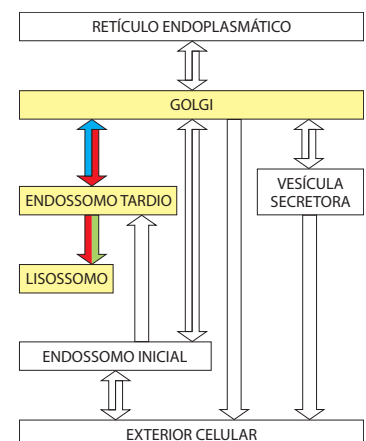 RETÍCULO ENDOPLASMÁTICO
GOLGI
ENDOSSOMO TARDIO
VESÍCULA
SECRETORA
LISOSSOMO
ENDOSSOMO INICIAL
EXTERIOR CELULAR